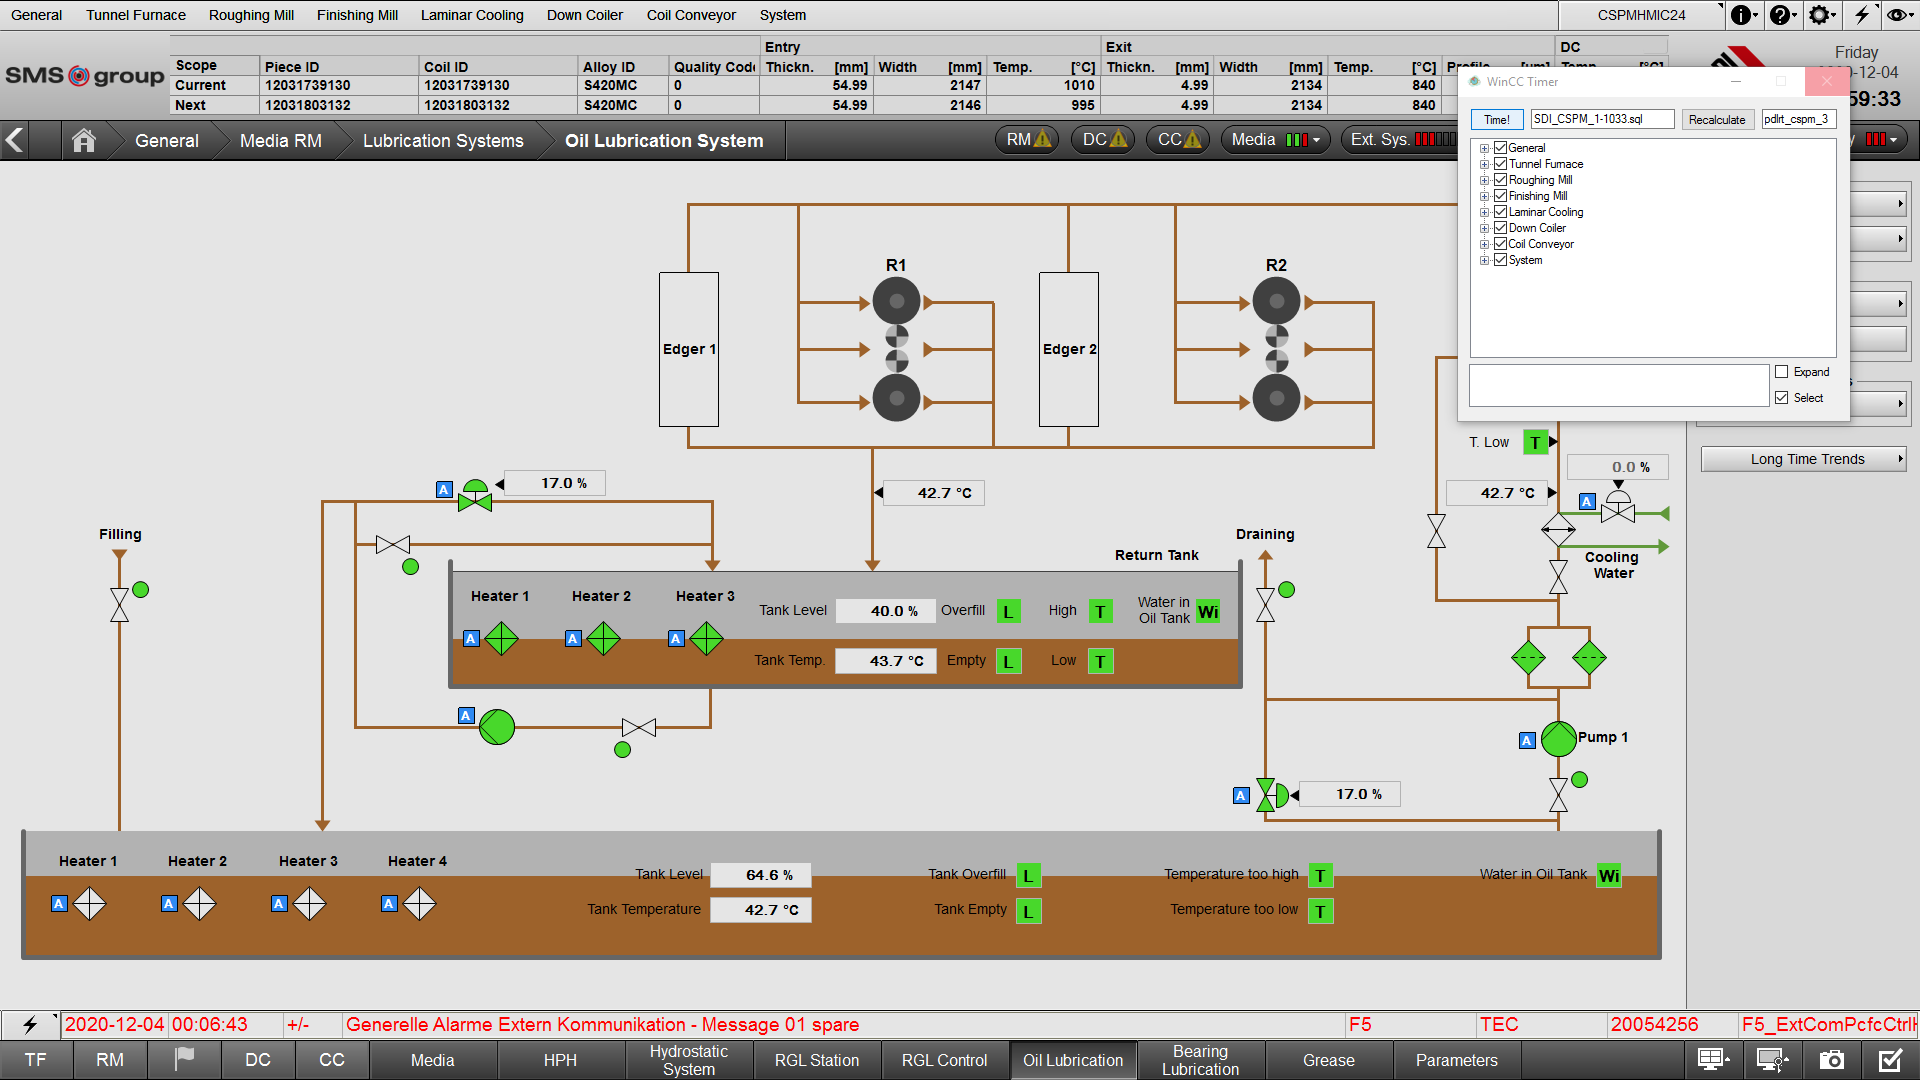 General Tunnel Furnace Roughing Mill Finishing Mill Laminar Cooling Down Coiler Coil Conveyor System CSPMHMIC24
SMS group
Entry Exit DC
Scope Piece ID Coil ID Alloy ID Quality Code Thickn. [mm] Width [mm] Temp. [°C] Thickn. [mm] Width [mm] Temp. [°C]
Current 12031739130 12031739130 S420MC 0 54.99 2147 1010 4.99 2134 840
Next 12031803132 12031803132 S420MC 0 54.99 2146 995 4.99 2134 840
Friday
-12-04
59:33
General Media RM Lubrication Systems Oil Lubrication System RM DC CC Media Ext. Sys.
WinCC Timer
Time! SDI_CSPM_1-1033.sql Recalculate pdlrt_cspm_3
General
Tunnel Furnace
Roughing Mill
Finishing Mill
Laminar Cooling
Down Coiler
Coil Conveyor
System
Expand
Select
Long Time Trends
R1 R2
Edger 1 Edger 2
T. Low T
0.0 %
A 17.0 %
42.7 °C
42.7 °C
A
Filling
Draining
Return Tank
Cooling
Water
Heater 1 Heater 2 Heater 3
Tank Level 40.0 % Overfill L High T Water in
Oil Tank Wi
A A A
Tank Temp. 43.7 °C Empty L Low T
A
A Pump 1
A 17.0 %
Heater 1 Heater 2 Heater 3 Heater 4
Tank Level 64.6 % Tank Overfill L Temperature too high T Water in Oil Tank Wi
A A A A
Tank Temperature 42.7 °C Tank Empty L Temperature too low T
2020-12-04 00:06:43 +/- Generelle Alarme Extern Kommunikation - Message 01 spare F5 TEC 20054256 F5_ExtComPcfcCtrl
TF RM DC CC Media HPH Hydrostatic
System RGL Station RGL Control Oil Lubrication Bearing
Lubrication Grease Parameters